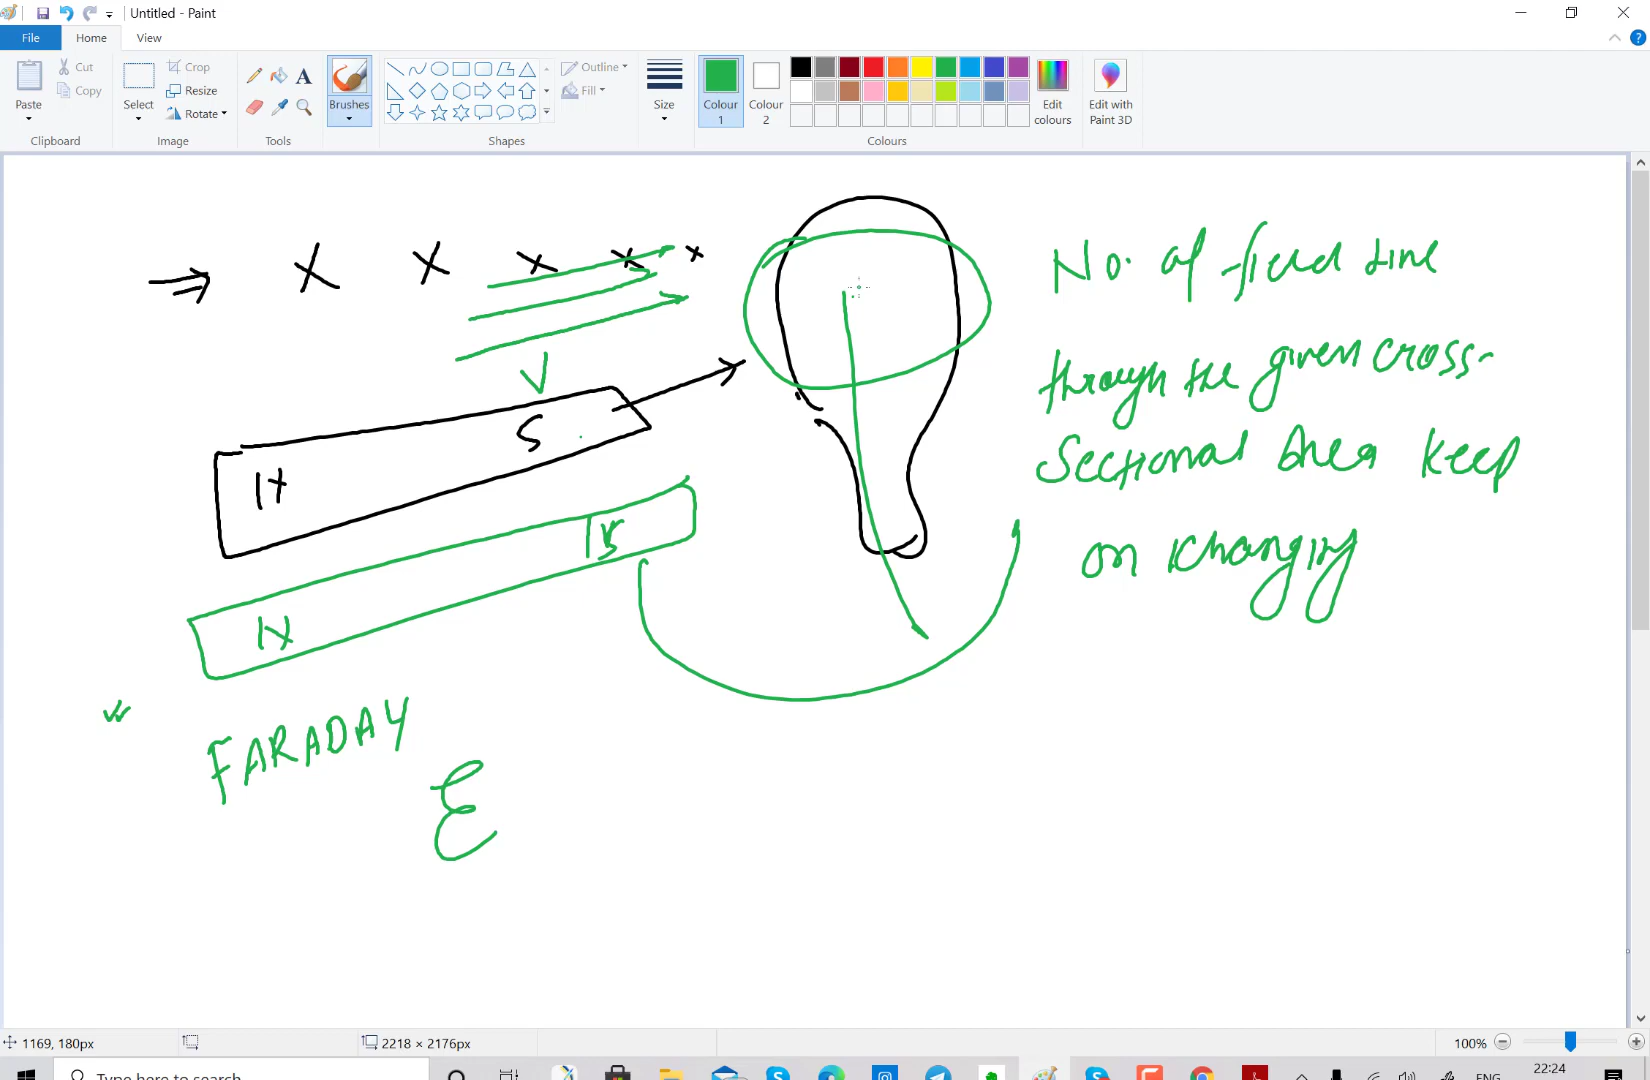 Untitled - Paint
File
Home
View
Paste
Cut
Copy
Clipboard
Select
Crop
Resize
Rotate
Image
A
Tools
Brushes
Outline
Fill
Shapes
Size
Colour
1
Colour
2
Edit
colours
Edit with
Paint 3D
Colours
X X X X X
S
N
N S
No. of field line
through the given cross-
sectional Area keep
on changing
FARADAY
E
1169, 180px
2218 × 2176px
100%
Type here to search
ENG
22:24